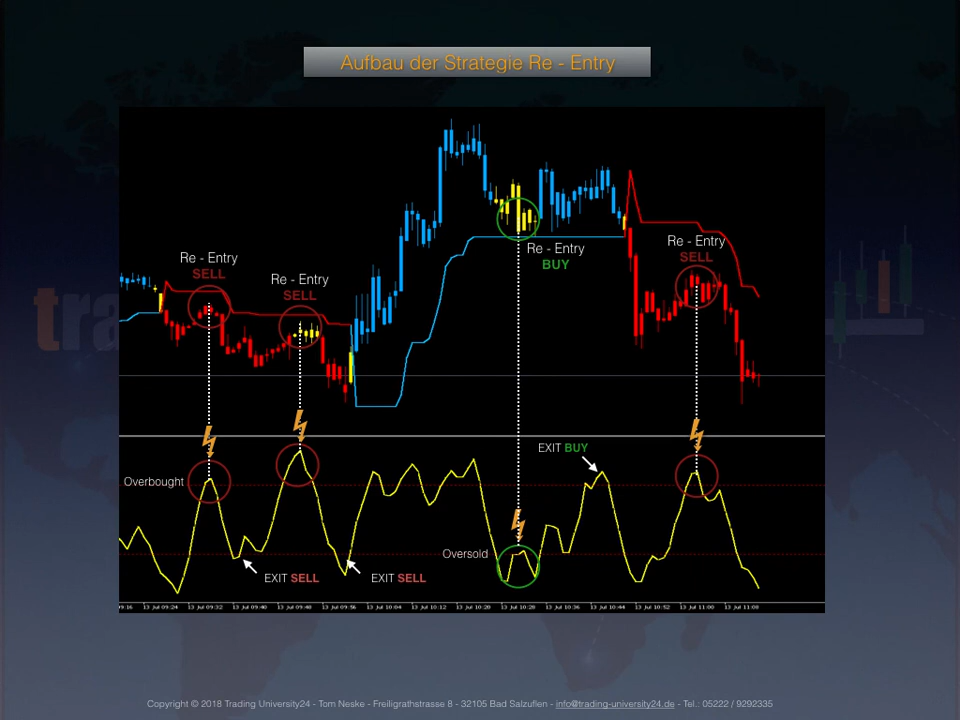 Aufbau der Strategie Re - Entry
Re - Entry
SELL
Re - Entry
SELL
Re - Entry
BUY
Re - Entry
SELL
tra
EXIT BUY
Overbought
Oversold
EXIT SELL
EXIT SELL
9:16 13 Jul 09:24 13 Jul 09:32 13 Jul 09:40 13 Jul 09:48 13 Jul 09:56 13 Jul 10:04 13 Jul 10:12 13 Jul 10:20 13 Jul 10:28 13 Jul 10:36 13 Jul 10:44 13 Jul 10:52 13 Jul 11:00 13 Jul 11:08
Copyright © 2018 Trading University24 - Tom Neske - Freiligrathstrasse 8 - 32105 Bad Salzuflen - info@trading-university24.de - Tel.: 05222 / 9292335